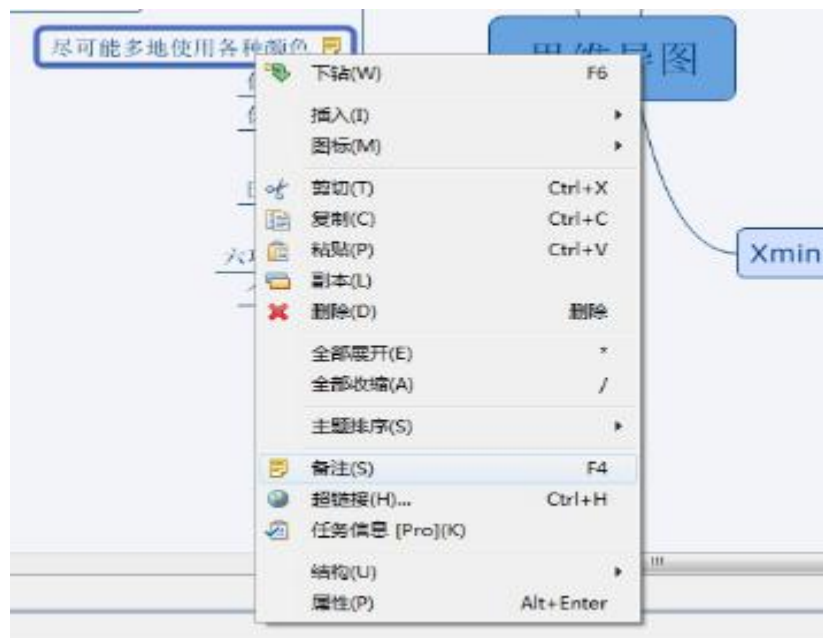 尽可能多地使用各种颜色
思维导图
下钻(W) F6
插入(I)
图标(M)
剪切(T) Ctrl+X
复制(C) Ctrl+C
粘贴(P) Ctrl+V
副本(L)
删除(D) 删除
全部展开(E) *
全部收缩(A) /
主题排序(S)
备注(S) F4
超链接(H)... Ctrl+H
任务信息 [Pro](K)
结构(U)
属性(P) Alt+Enter
Xmin